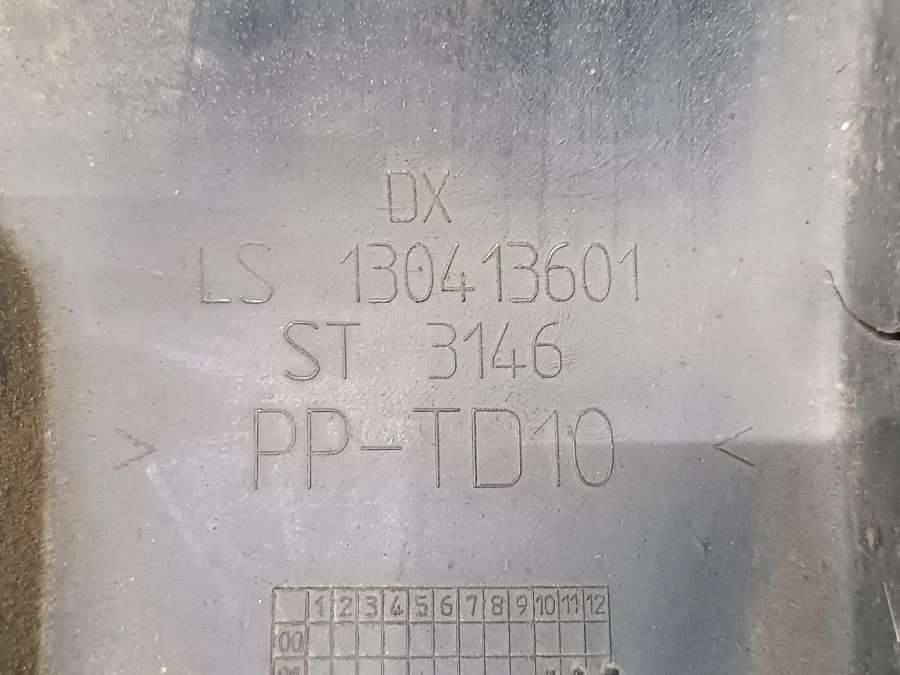 DX
LS 130413601
ST 3146
> PP-TD10 <
1 2 3 4 5 6 7 8 9 10 11 12
00